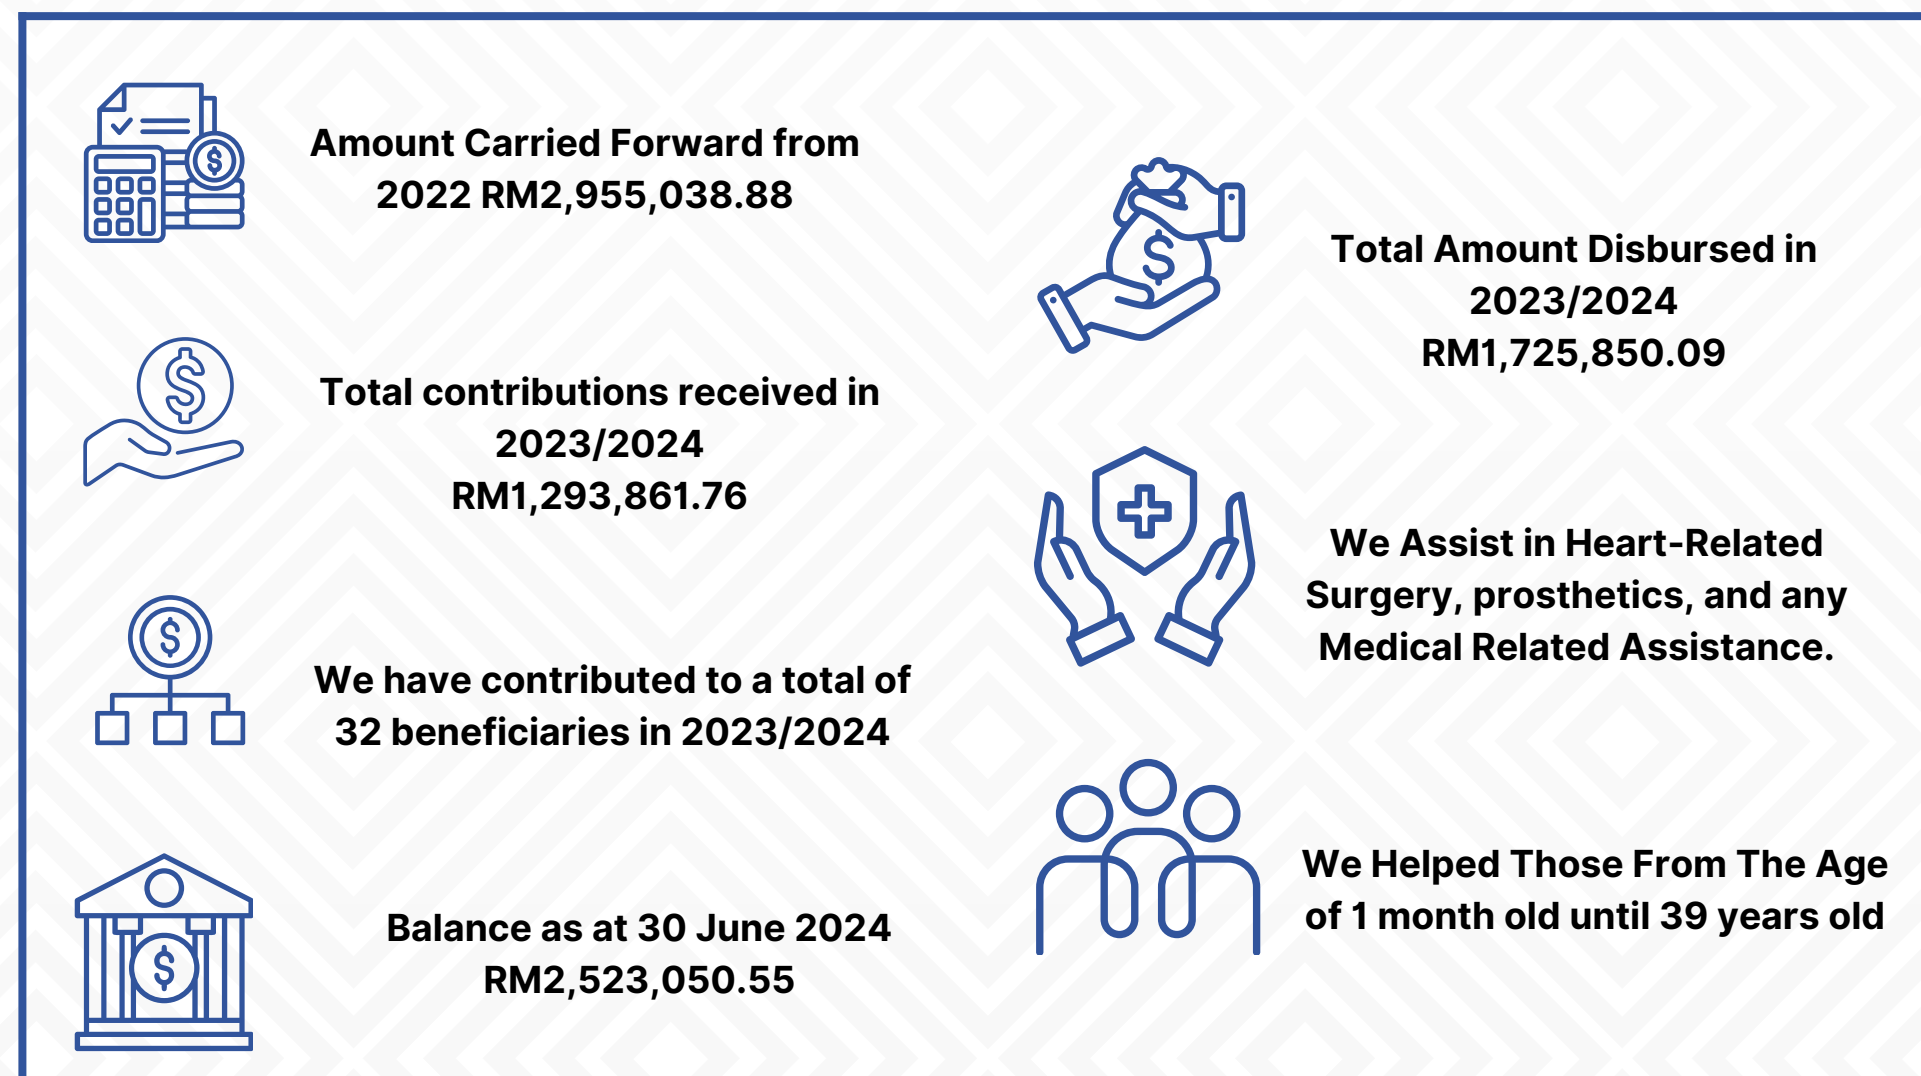 Amount Carried Forward from
2022 RM2,955,038.88
Total contributions received in
2023/2024
RM1,293,861.76
We have contributed to a total of
32 beneficiaries in 2023/2024
Balance as at 30 June 2024
RM2,523,050.55
Total Amount Disbursed in
2023/2024
RM1,725,850.09
We Assist in Heart-Related
Surgery, prosthetics, and any
Medical Related Assistance.
We Helped Those From The Age
of 1 month old until 39 years old